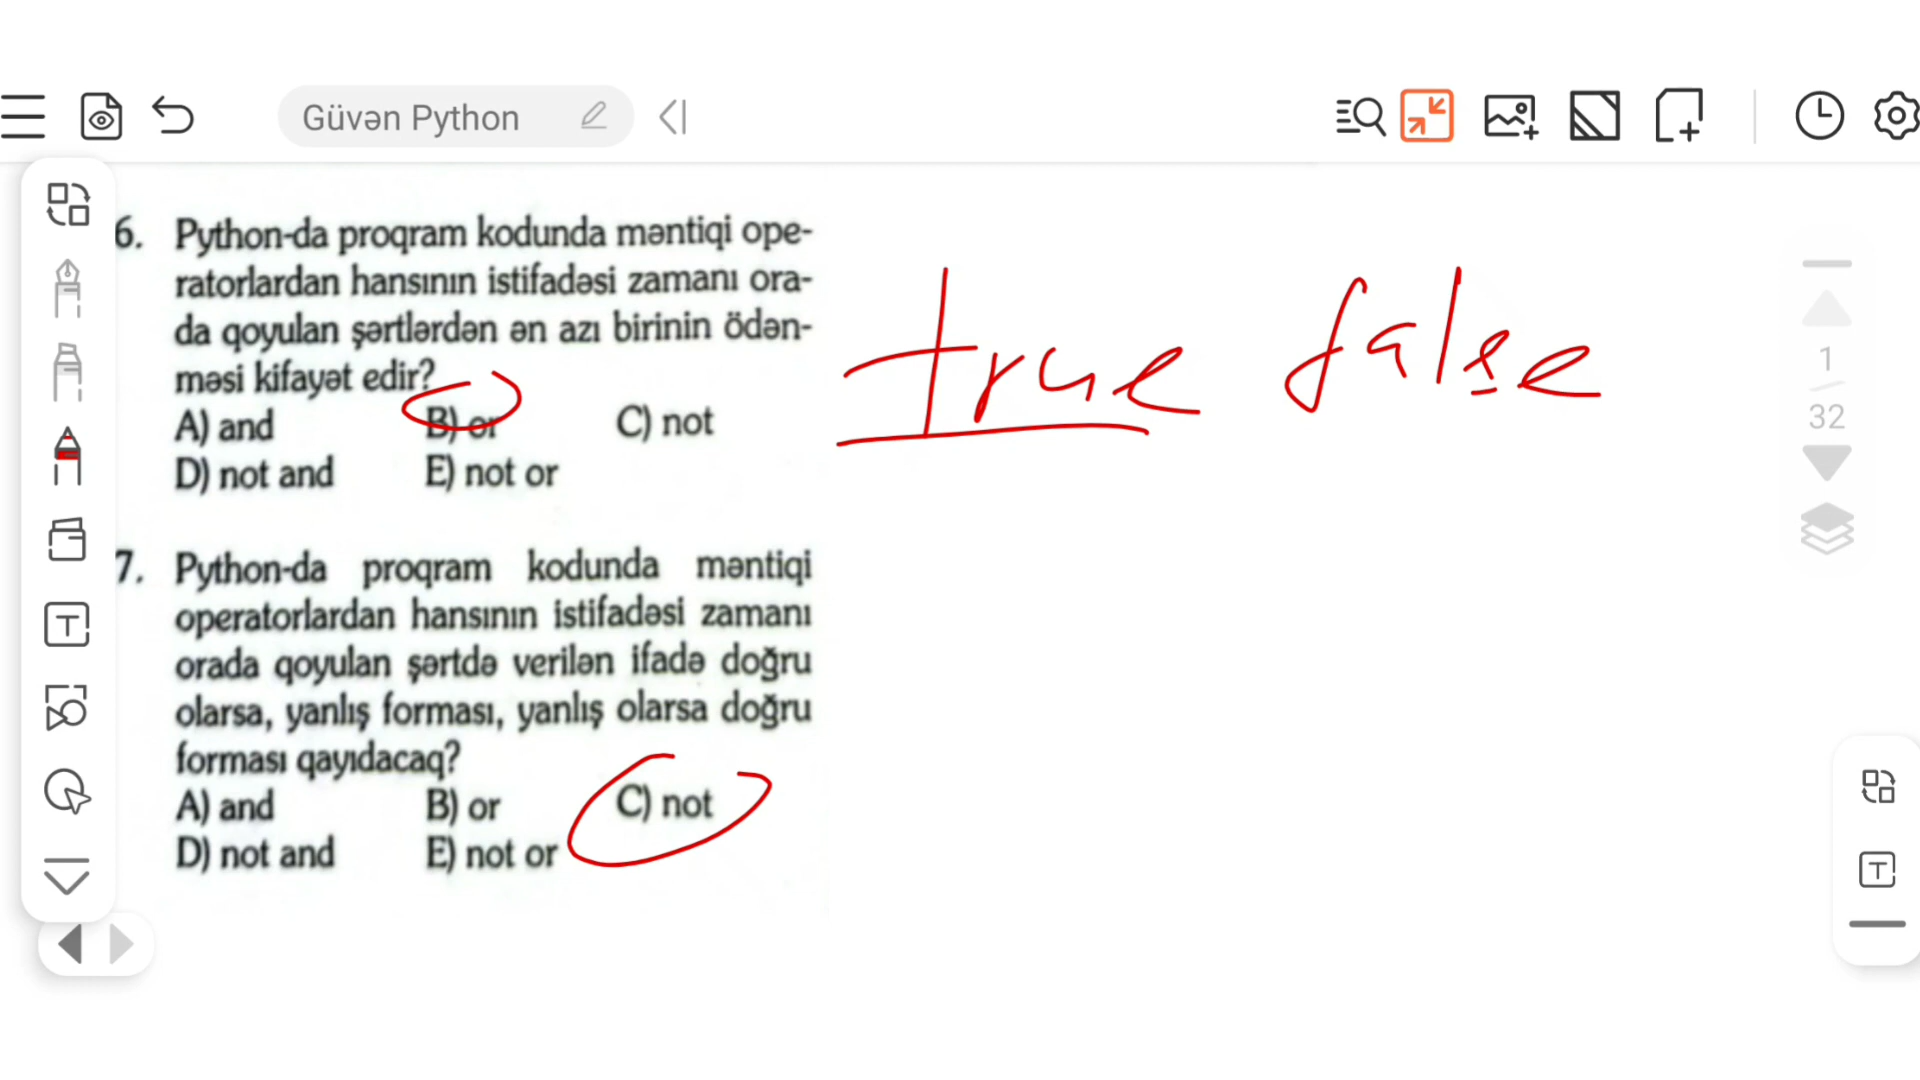 Güvən Python
6. Python-da proqram kodunda məntiqi ope-
ratorlardan hansının istifadəsi zamanı ora-
da qoyulan şərtlərdən ən azı birinin ödən-
məsi kifayət edir?
A) and B) or C) not
D) not and E) not or
true false
7. Python-da proqram kodunda məntiqi
operatorlardan hansının istifadəsi zamanı
orada qoyulan şərtdə verilən ifadə doğru
olarsa, yanlış forması, yanlış olarsa doğru
forması qayıdacaq?
A) and B) or C) not
D) not and E) not or
1
32